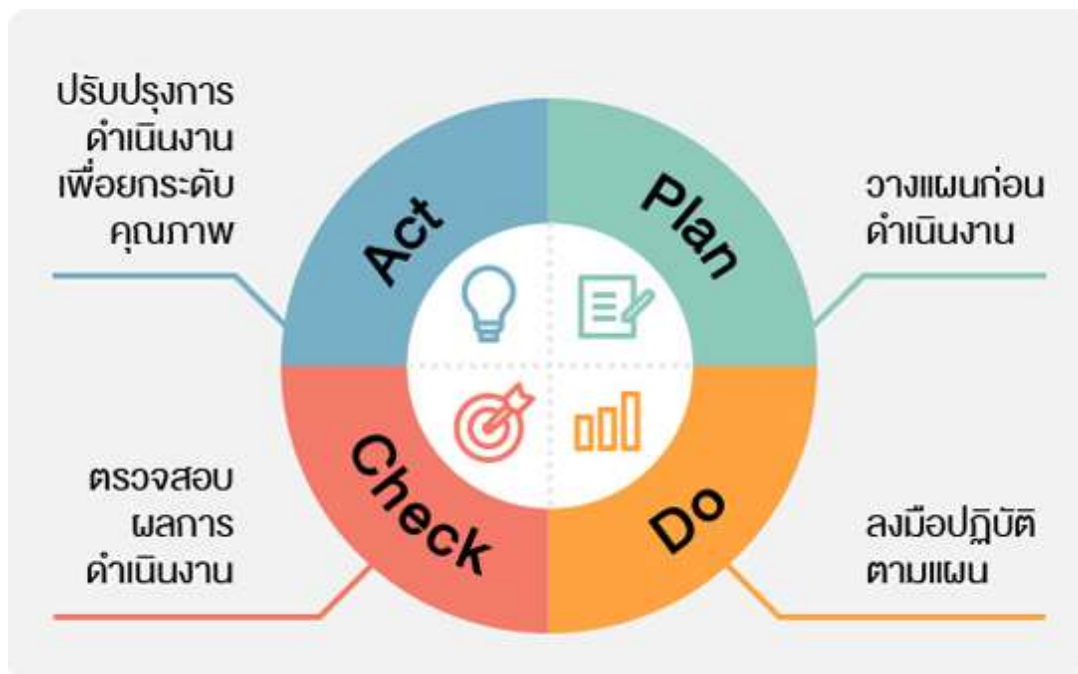 ปรับปรุงการ
ดำเนินงาน
เพื่อยกระดับ
คุณภาพ
Act
Plan
วางแผนก่อน
ดำเนินงาน
ตรวจสอบ
ผลการ
ดำเนินงาน
Check
Do
ลงมือปฏิบัติ
ตามแผน